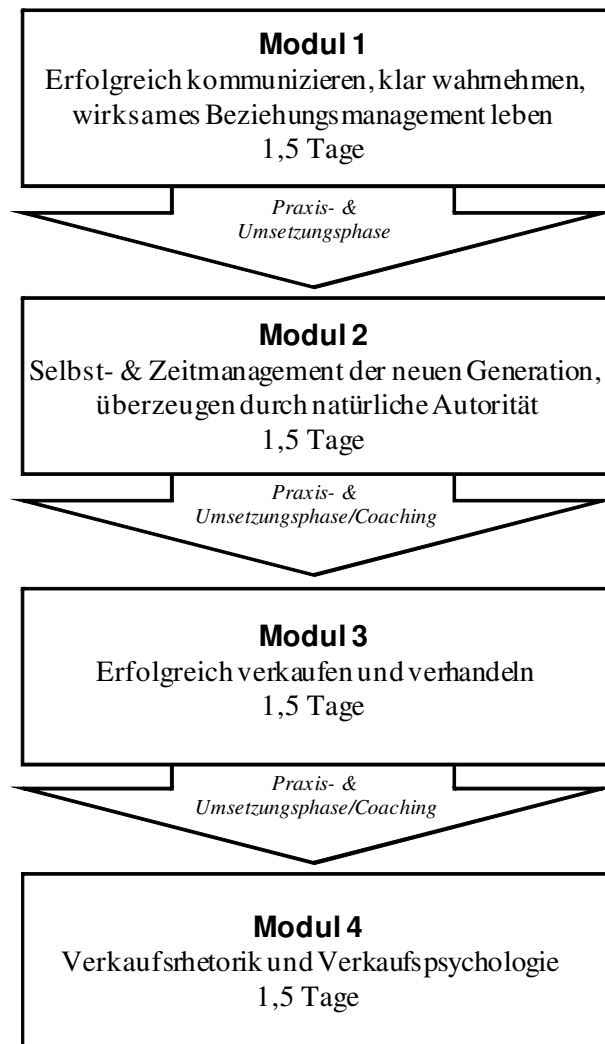 Modul 1
Erfolgreich kommunizieren, klar wahrnehmen,
wirksames Beziehungsmanagement leben
1,5 Tage
Praxis- &
Umsetzungsphase
Modul 2
Selbst- & Zeitmanagement der neuen Generation,
überzeugen durch natürliche Autorität
1,5 Tage
Praxis- &
Umsetzungsphase/Coaching
Modul 3
Erfolgreich verkaufen und verhandeln
1,5 Tage
Praxis- &
Umsetzungsphase/Coaching
Modul 4
Verkaufsrhetorik und Verkaufspsychologie
1,5 Tage